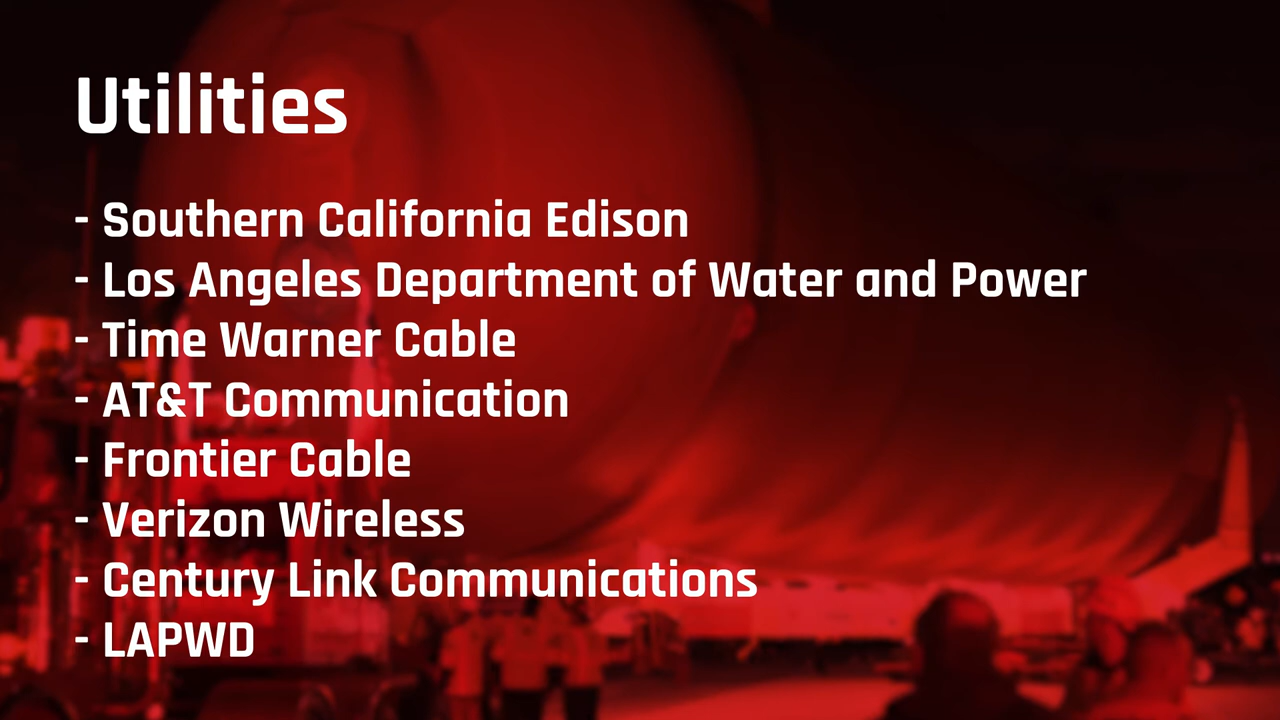 Utilities
- Southern California Edison
- Los Angeles Department of Water and Power
- Time Warner Cable
- AT&T Communication
- Frontier Cable
- Verizon Wireless
- Century Link Communications
- LAPWD